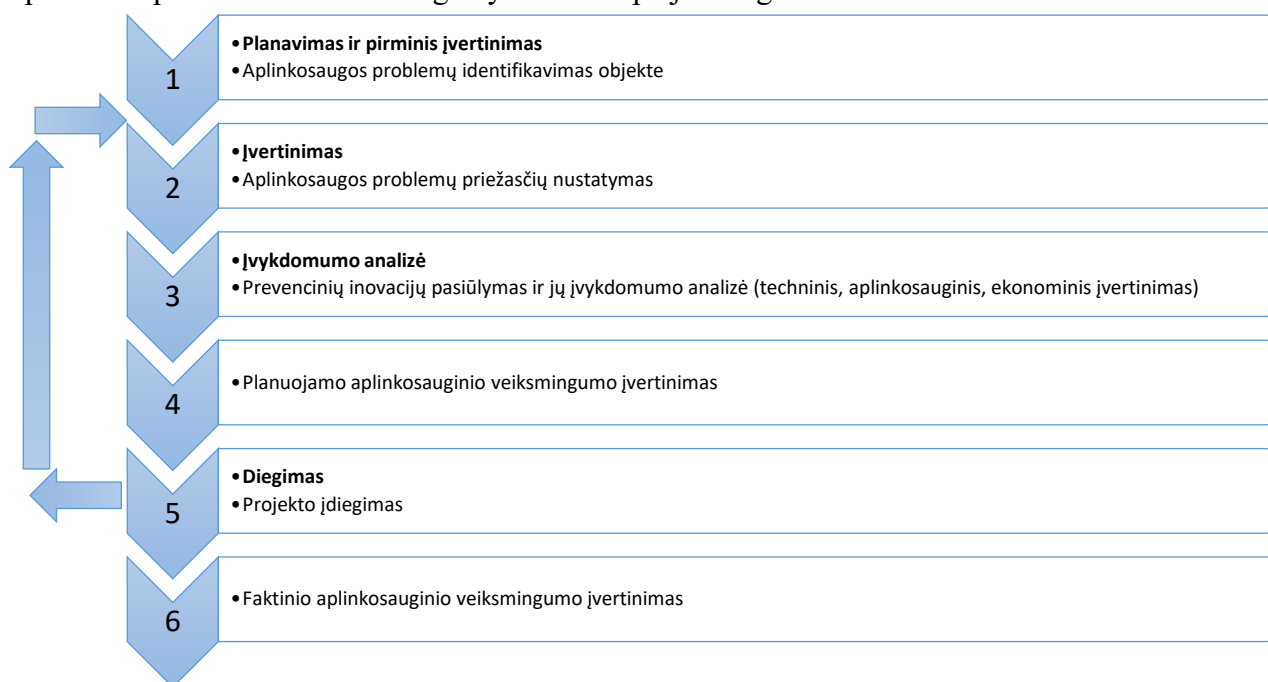 1
•Planavimas ir pirminis įvertinimas
•Aplinkosaugos problemų identifikavimas objekte
2
•Įvertinimas
•Aplinkosaugos problemų priežasčių nustatymas
3
•Įvykdomumo analizė
•Prevencinių inovacijų pasiūlymas ir jų įvykdomumo analizė (techninis, aplinkosauginis, ekonominis įvertinimas)
4
•Planuojamo aplinkosauginio veiksmingumo įvertinimas
5
•Diegimas
•Projekto įdiegimas
6
•Faktinio aplinkosauginio veiksmingumo įvertinimas